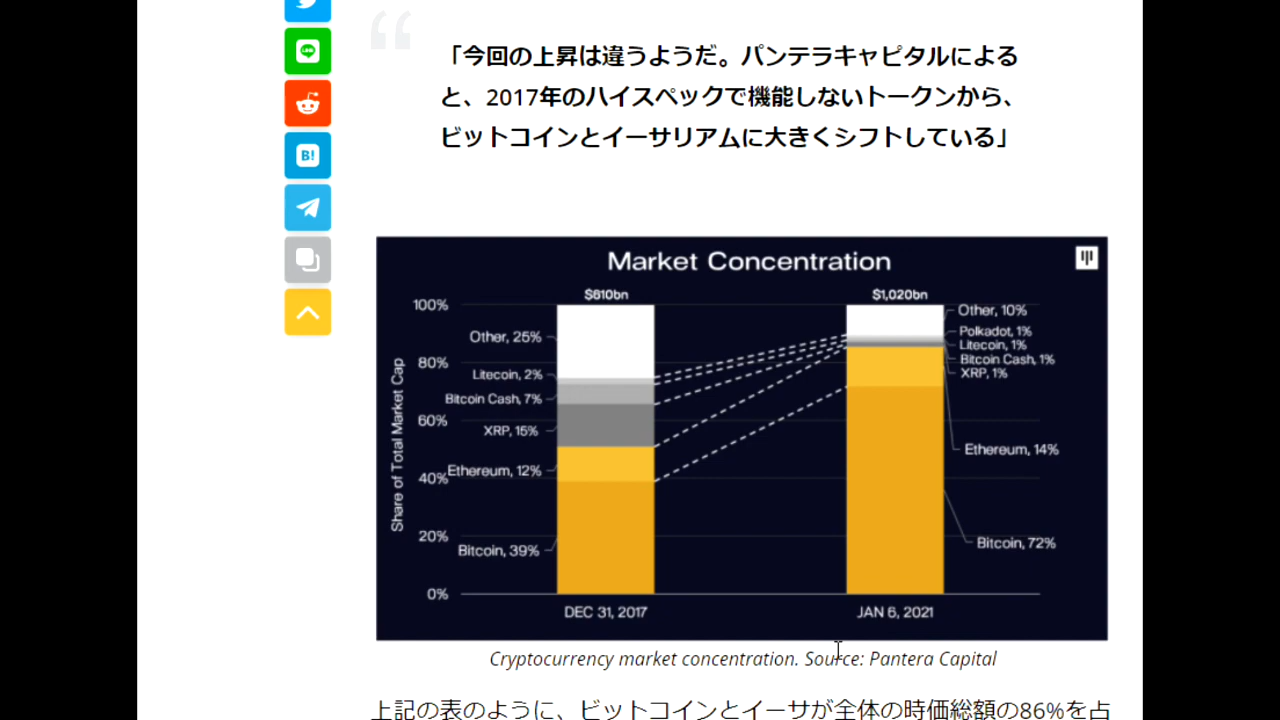 「今回の上昇は違うようだ。パンテラキャピタルによる
と、2017年のハイスペックで機能しないトークンから、
ビットコインとイーサリアムに大きくシフトしている」
B!
LINE
Market Concentration
$610bn
$1,020bn
100%
80%
60%
40%
20%
0%
Share of Total Market Cap
Other, 25%
Litecoin, 2%
Bitcoin Cash, 7%
XRP, 15%
Ethereum, 12%
Bitcoin, 39%
Other, 10%
Polkadot, 1%
Litecoin, 1%
Bitcoin Cash, 1%
XRP, 1%
Ethereum, 14%
Bitcoin, 72%
DEC 31, 2017
JAN 6, 2021
Cryptocurrency market concentration. Source: Pantera Capital
上記の表のように、ビットコインとイーサが全体の時価総額の86%を占